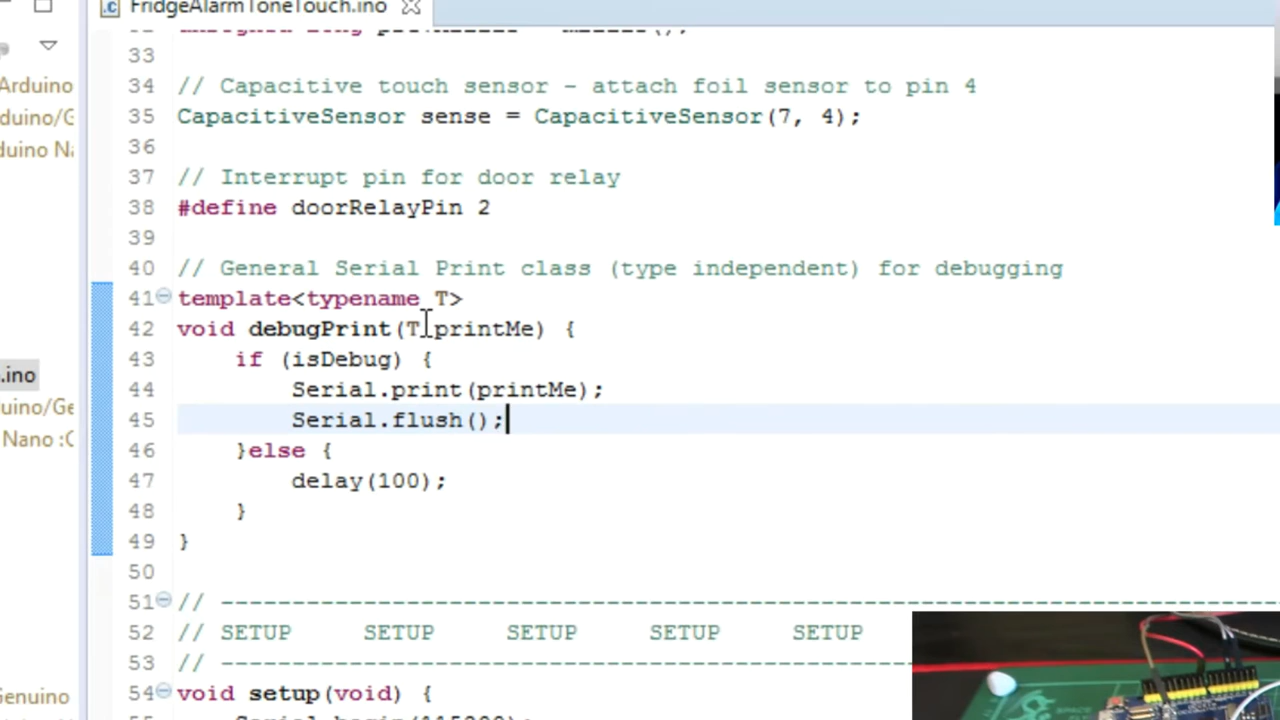 FridgeAlarmToneTouch.ino
33
34 // Capacitive touch sensor - attach foil sensor to pin 4
35 CapacitiveSensor sense = CapacitiveSensor(7, 4);
36
37 // Interrupt pin for door relay
38 #define doorRelayPin 2
39
40 // General Serial Print class (type independent) for debugging
41 template<typename T>
42 void debugPrint(T printMe) {
43 if (isDebug) {
44 Serial.print(printMe);
45 Serial.flush();
46 }else {
47 delay(100);
48 }
49 }
50
51 // --------------------------------------------------------------------------
52 // SETUP SETUP SETUP SETUP SETUP
53 // ------------------------------------------------
54 void setup(void) {
Arduino
duino/G
duino Na
.ino
uino/Ge
Nano :C
Genuino